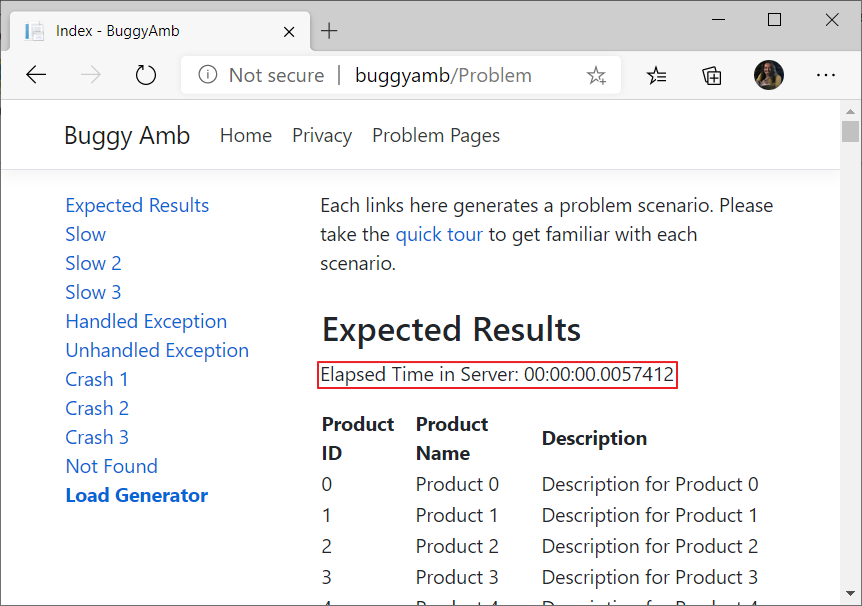 Index - BuggyAmb
Not secure | buggyamb/Problem
Buggy Amb Home Privacy Problem Pages
Expected Results
Slow
Slow 2
Slow 3
Handled Exception
Unhandled Exception
Crash 1
Crash 2
Crash 3
Not Found
Load Generator
Each links here generates a problem scenario. Please
take the quick tour to get familiar with each
scenario.
Expected Results
Elapsed Time in Server: 00:00:00.0057412
Product ID Product Name Description
0 Product 0 Description for Product 0
1 Product 1 Description for Product 1
2 Product 2 Description for Product 2
3 Product 3 Description for Product 3